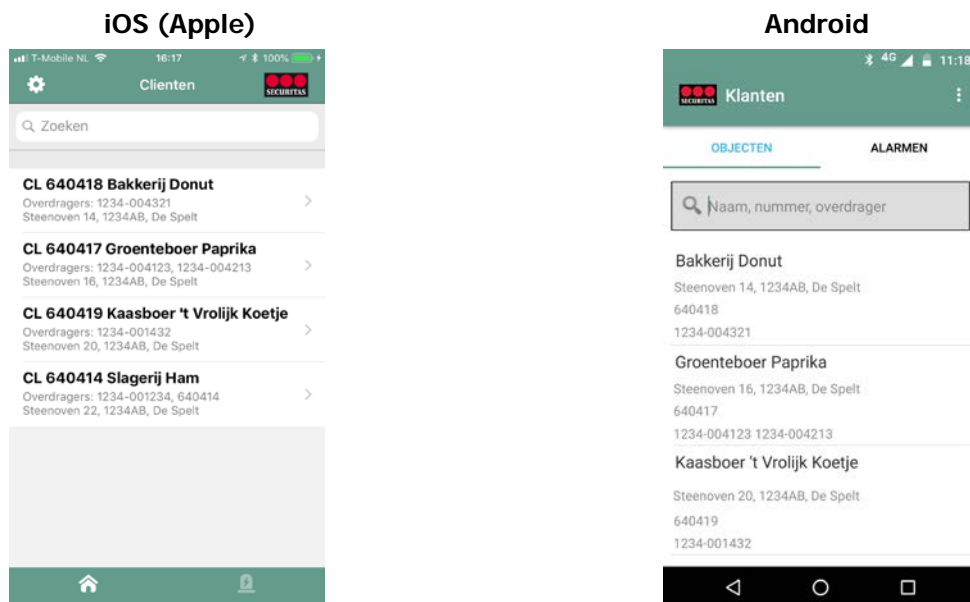 iOS (Apple)
T-Mobile NL 16:17 100%
Clienten
SECURITAS
Zoeken
CL 640418 Bakkerij Donut
Overdragers: 1234-004321
Steenoven 14, 1234AB, De Spelt
CL 640417 Groenteboer Paprika
Overdragers: 1234-004123, 1234-004213
Steenoven 16, 1234AB, De Spelt
CL 640419 Kaasboer 't Vrolijk Koetje
Overdragers: 1234-001432
Steenoven 20, 1234AB, De Spelt
CL 640414 Slagerij Ham
Overdragers: 1234-001234, 640414
Steenoven 22, 1234AB, De Spelt
Android
4G 11:18
SECURITAS Klanten
OBJECTEN ALARMEN
Naam, nummer, overdrager
Bakkerij Donut
Steenoven 14, 1234AB, De Spelt
640418
1234-004321
Groenteboer Paprika
Steenoven 16, 1234AB, De Spelt
640417
1234-004123 1234-004213
Kaasboer 't Vrolijk Koetje
Steenoven 20, 1234AB, De Spelt
640419
1234-001432